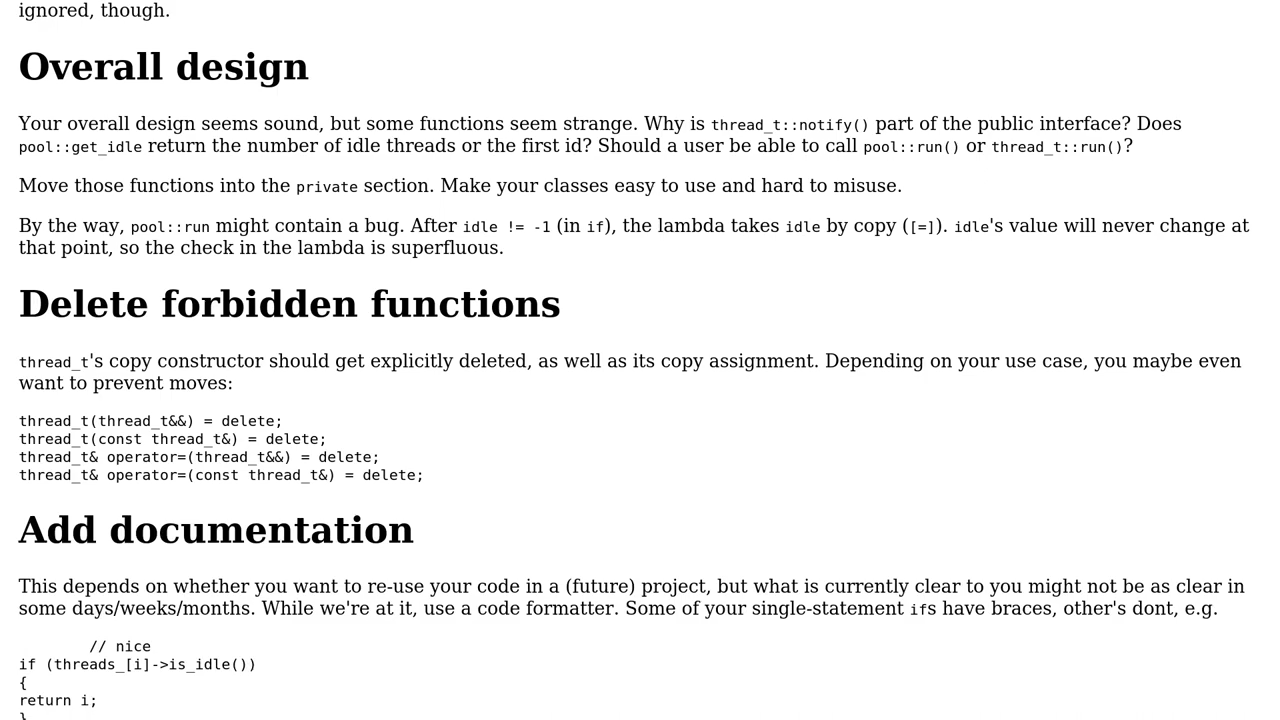 ignored, though.
Overall design
Your overall design seems sound, but some functions seem strange. Why is thread_t::notify() part of the public interface? Does
pool::get_idle return the number of idle threads or the first id? Should a user be able to call pool::run() or thread_t::run()?
Move those functions into the private section. Make your classes easy to use and hard to misuse.
By the way, pool::run might contain a bug. After idle != -1 (in if), the lambda takes idle by copy ([=]). idle's value will never change at
that point, so the check in the lambda is superfluous.
Delete forbidden functions
thread_t's copy constructor should get explicitly deleted, as well as its copy assignment. Depending on your use case, you maybe even
want to prevent moves:
thread_t(thread_t&&) = delete;
thread_t(const thread_t&) = delete;
thread_t& operator=(thread_t&&) = delete;
thread_t& operator=(const thread_t&) = delete;
Add documentation
This depends on whether you want to re-use your code in a (future) project, but what is currently clear to you might not be as clear in
some days/weeks/months. While we're at it, use a code formatter. Some of your single-statement ifs have braces, other's dont, e.g.
// nice
if (threads_[i]->is_idle())
{
return i;
}